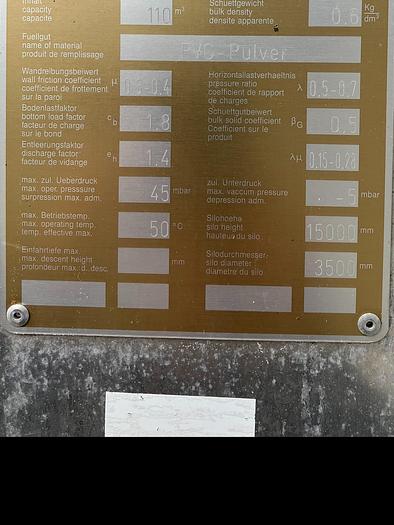 Inhalt
capacity
capacite
110 m³
Schuettgewicht
bulk density
densite apparente
0.6 Kg/dm³
Fuellgut
name of material
produit de remplissage
PVC-Pulver
Wandreibungsbeiwert
wall friction coefficient
coefficient de frottement
sur la paroi
μ
-0.4
Horizontallastverhaeltnis
pressure ratio
coefficient de rapport
de charges
λ
0.5-0.7
Bodenlastfaktor
bottom load factor
facteur de charge
sur le bond
cb
1.8
Schuettgutbeiwert
bulk solid coefficient
Coefficient sur le
produit
βG
0.5
Entleerungsfaktor
discharge factor
facteur de vidange
eh
1.4
λμ
0.15-0.28
max. zul. Ueberdruck
max. oper. pressure
surpression max. adm.
45 mbar
zul. Unterdruck
max. vaccum pressure
depression adm.
-5 mbar
max. Betriebstemp.
max. operating temp.
temp. effective max.
50 °C
Silohoehe
silo height
hauteur du silo
15000 mm
Einfahrtiefe max.
max. descent height
profondeur max. d. desc.
mm
Silodurchmesser
silo diameter
diametre du silo
3500 mm